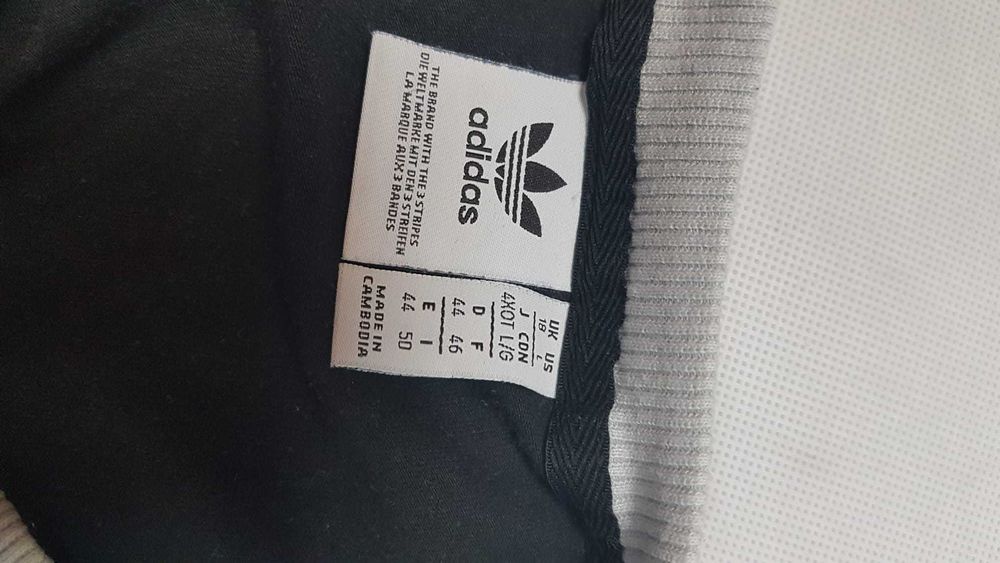 adidas
THE BRAND WITH THE 3 STRIPES
DIE WELTMARKE MIT DEN 3 STREIFEN
LA MARQUE AUX 3 BANDES
UK US
18 L
J CDN
4XOT L/G
D F
44 46
E I
44 50
MADE IN
CAMBODIA